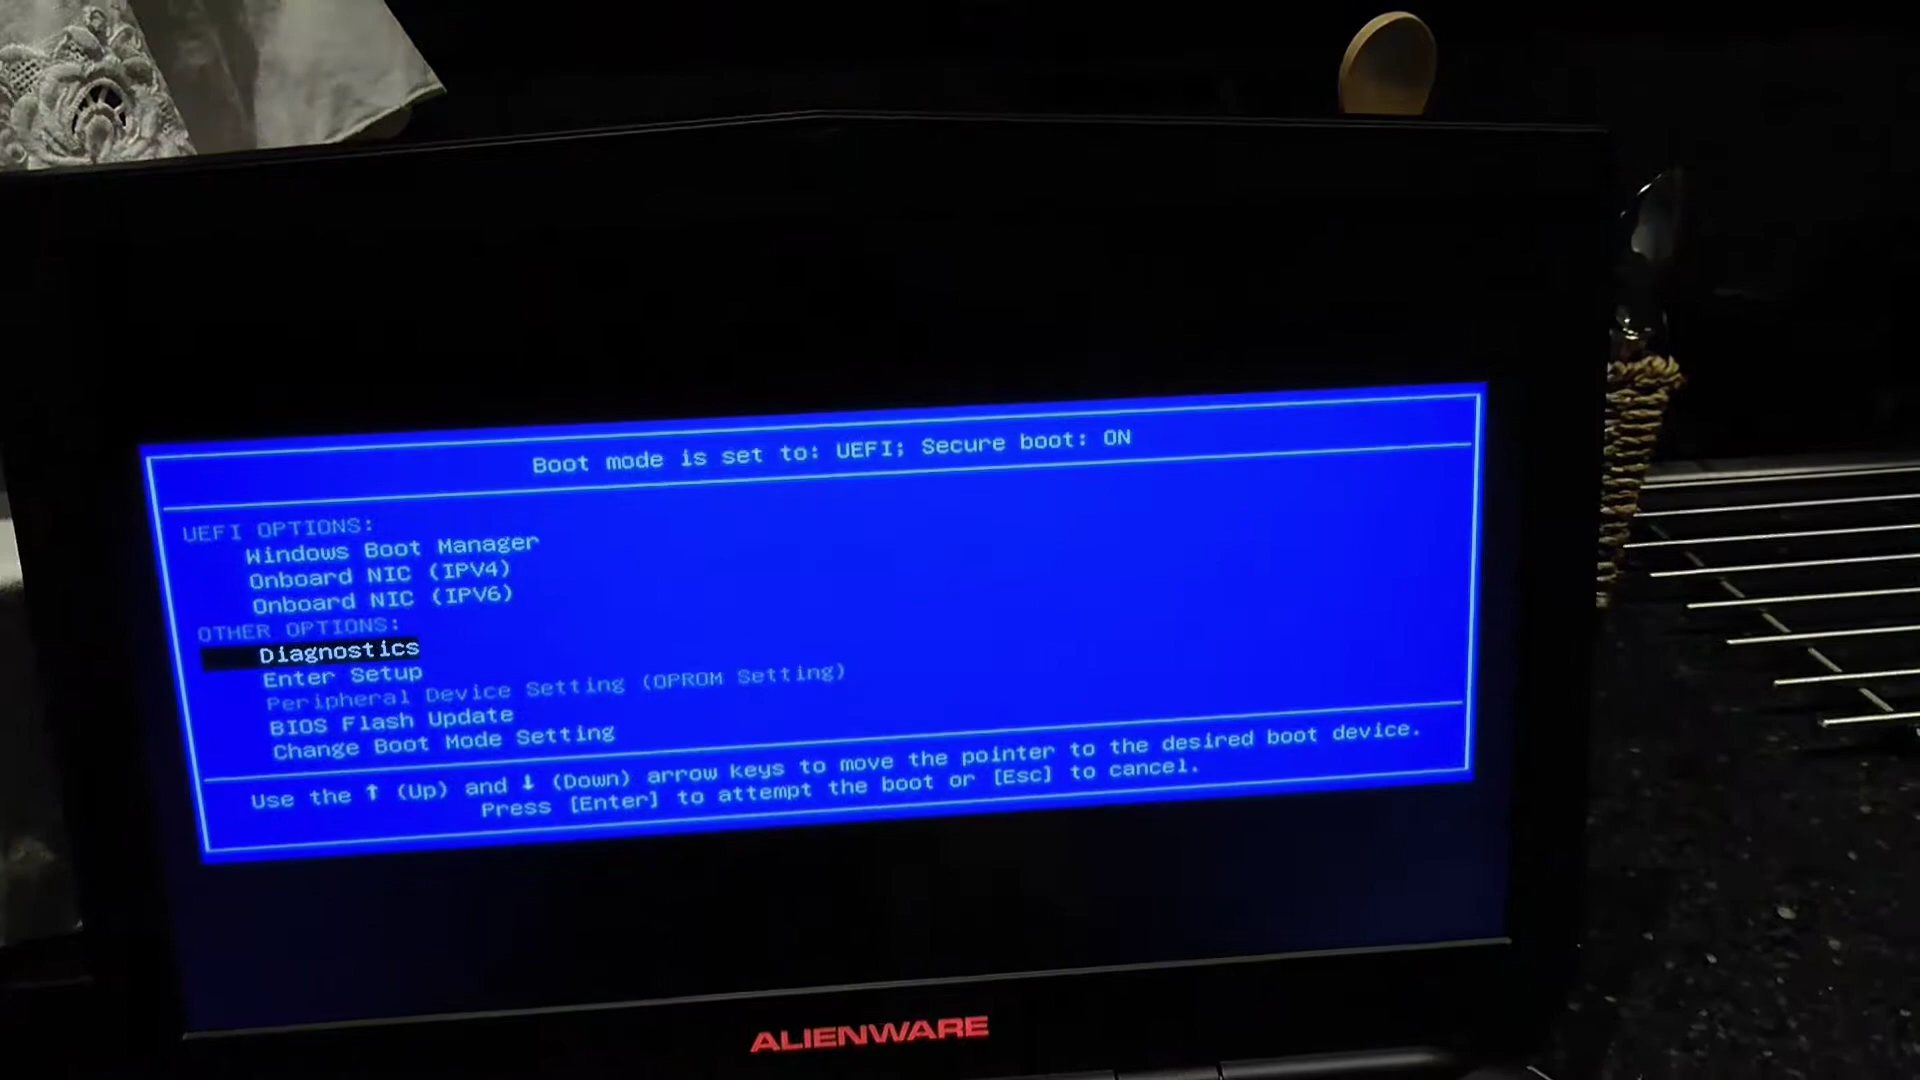 Boot mode is set to: UEFI; Secure boot: ON
UEFI OPTIONS:
Windows Boot Manager
Onboard NIC (IPV4)
Onboard NIC (IPV6)
OTHER OPTIONS:
Diagnostics
Enter Setup
Peripheral Device Setting (OPROM Setting)
BIOS Flash Update
Change Boot Mode Setting
Use the ↑ (Up) and ↓ (Down) arrow keys to move the pointer to the desired boot device.
Press [Enter] to attempt the boot or [Esc] to cancel.
ALIENWARE